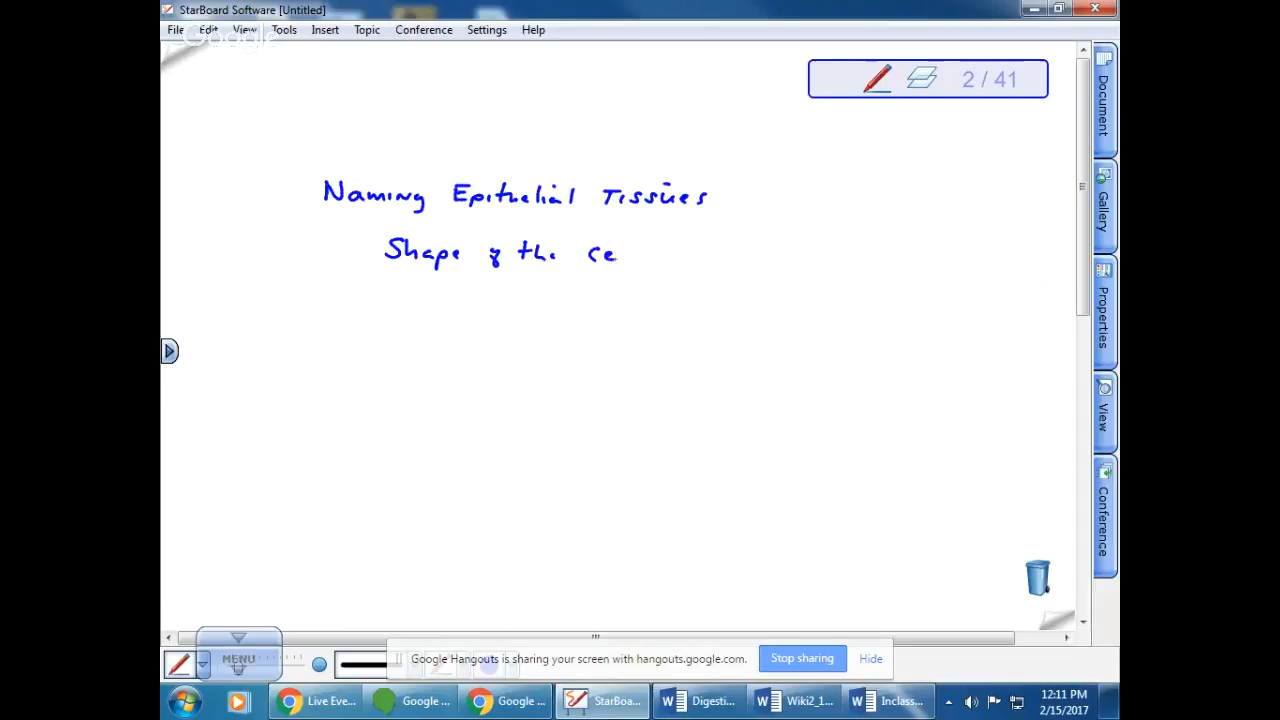 StarBoard Software [Untitled]
File Edit View Tools Insert Topic Conference Settings Help
Google
2 / 41
Naming Epithelial Tissues
Shape of the ce
Document
Gallery
Properties
View
Conference
MENU
Google Hangouts is sharing your screen with hangouts.google.com. Stop sharing Hide
Live Eve... Google ... Google ... StarBoa... Digesti... Wiki2_1... Inclass...
12:11 PM
2/15/2017